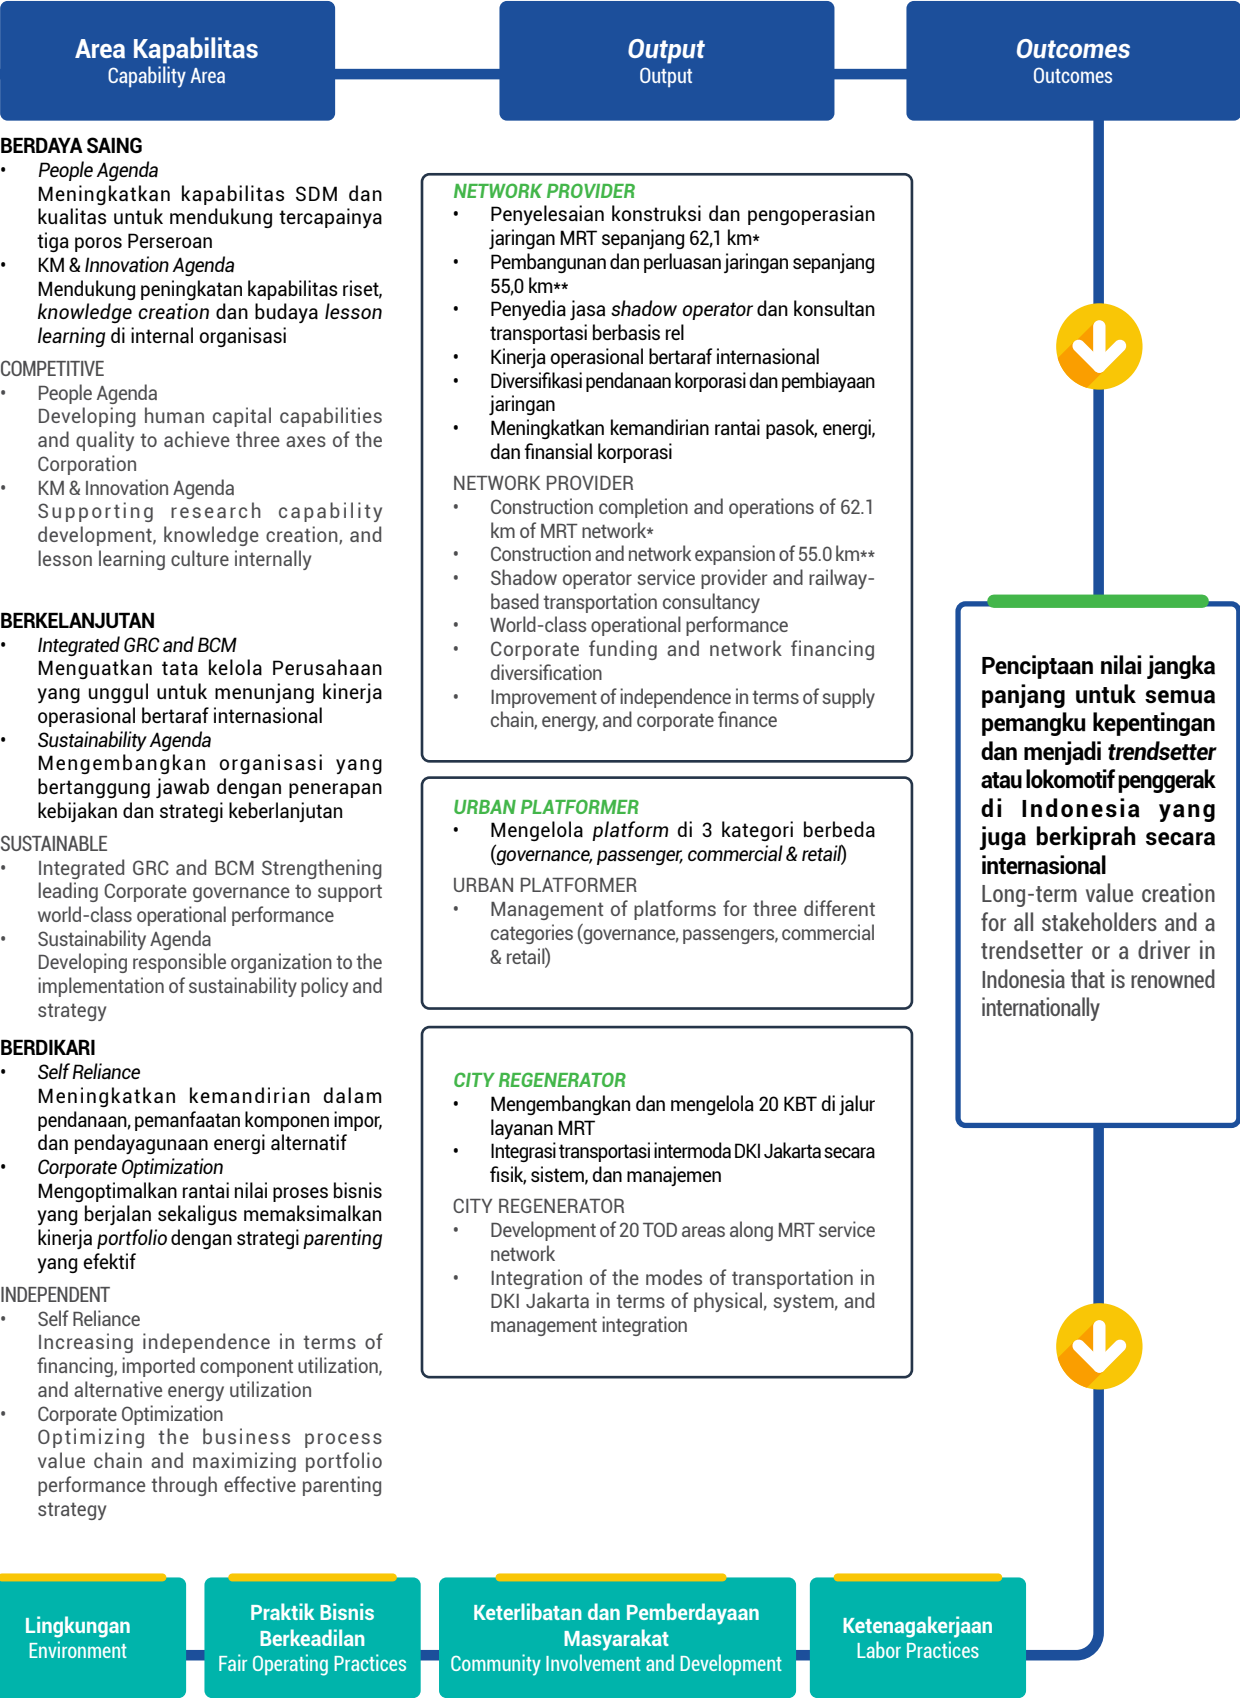 Area Kapabilitas
Capability Area
Output
Output
Outcomes
Outcomes
BERDAYA SAING
• People Agenda
Meningkatkan kapabilitas SDM dan
kualitas untuk mendukung tercapainya
tiga poros Perseroan
• KM & Innovation Agenda
Mendukung peningkatan kapabilitas riset,
knowledge creation dan budaya lesson
learning di internal organisasi
COMPETITIVE
• People Agenda
Developing human capital capabilities
and quality to achieve three axes of the
Corporation
• KM & Innovation Agenda
Supporting research capability
development, knowledge creation, and
lesson learning culture internally
BERKELANJUTAN
• Integrated GRC and BCM
Menguatkan tata kelola Perusahaan
yang unggul untuk menunjang kinerja
operasional bertaraf internasional
• Sustainability Agenda
Mengembangkan organisasi yang
bertanggung jawab dengan penerapan
kebijakan dan strategi keberlanjutan
SUSTAINABLE
• Integrated GRC and BCM Strengthening
leading Corporate governance to support
world-class operational performance
• Sustainability Agenda
Developing responsible organization to the
implementation of sustainability policy and
strategy
BERDIKARI
• Self Reliance
Meningkatkan kemandirian dalam
pendanaan, pemanfaatan komponen impor,
dan pendayagunaan energi alternatif
• Corporate Optimization
Mengoptimalkan rantai nilai proses bisnis
yang berjalan sekaligus memaksimalkan
kinerja portfolio dengan strategi parenting
yang efektif
INDEPENDENT
• Self Reliance
Increasing independence in terms of
financing, imported component utilization,
and alternative energy utilization
• Corporate Optimization
Optimizing the business process
value chain and maximizing portfolio
performance through effective parenting
strategy
NETWORK PROVIDER
• Penyelesaian konstruksi dan pengoperasian
jaringan MRT sepanjang 62,1 km*
• Pembangunan dan perluasan jaringan sepanjang
55,0 km**
• Penyedia jasa shadow operator dan konsultan
transportasi berbasis rel
• Kinerja operasional bertaraf internasional
• Diversifikasi pendanaan korporasi dan pembiayaan
jaringan
• Meningkatkan kemandirian rantai pasok, energi,
dan finansial korporasi
NETWORK PROVIDER
• Construction completion and operations of 62.1
km of MRT network*
• Construction and network expansion of 55.0 km**
• Shadow operator service provider and railway-
based transportation consultancy
• World-class operational performance
• Corporate funding and network financing
diversification
• Improvement of independence in terms of supply
chain, energy, and corporate finance
URBAN PLATFORMER
• Mengelola platform di 3 kategori berbeda
(governance, passenger, commercial & retail)
URBAN PLATFORMER
• Management of platforms for three different
categories (governance, passengers, commercial
& retail)
CITY REGENERATOR
• Mengembangkan dan mengelola 20 KBT di jalur
layanan MRT
• Integrasi transportasi intermoda DKI Jakarta secara
fisik, sistem, dan manajemen
CITY REGENERATOR
• Development of 20 TOD areas along MRT service
network
• Integration of the modes of transportation in
DKI Jakarta in terms of physical, system, and
management integration
Penciptaan nilai jangka
panjang untuk semua
pemangku kepentingan
dan menjadi trendsetter
atau lokomotif penggerak
di Indonesia yang
juga berkiprah secara
internasional
Long-term value creation
for all stakeholders and a
trendsetter or a driver in
Indonesia that is renowned
internationally
Lingkungan
Environment
Praktik Bisnis
Berkeadilan
Fair Operating Practices
Keterlibatan dan Pemberdayaan
Masyarakat
Community Involvement and Development
Ketenagakerjaan
Labor Practices